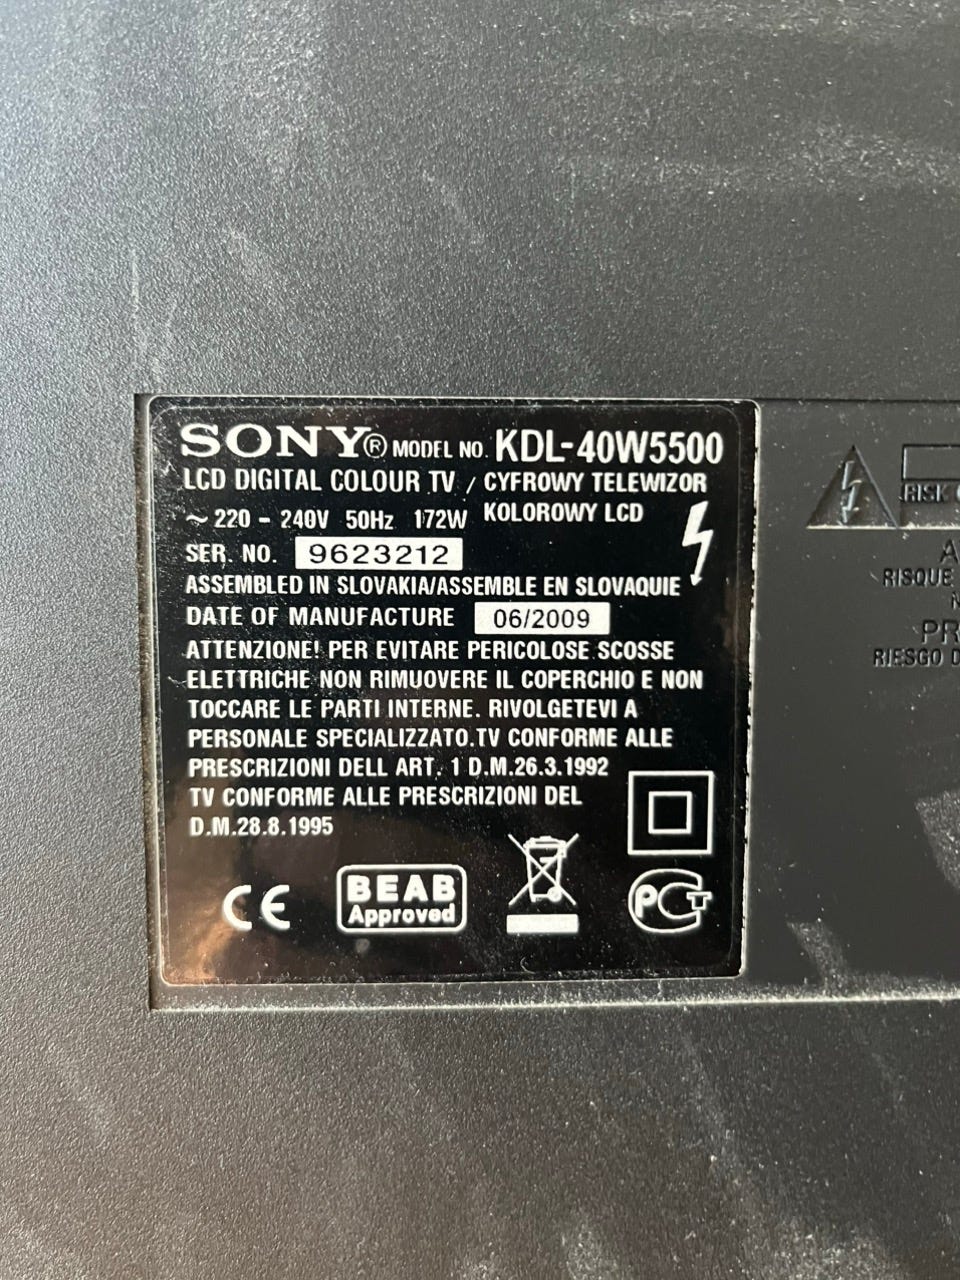 SONY® MODEL NO. KDL-40W5500
LCD DIGITAL COLOUR TV / CYFROWY TELEWIZOR
~ 220 - 240V 50Hz 172W KOLOROWY LCD
SER. NO. 9623212
ASSEMBLED IN SLOVAKIA/ASSEMBLE EN SLOVAQUIE
DATE OF MANUFACTURE 06/2009
ATTENZIONE! PER EVITARE PERICOLOSE SCOSSE
ELETTRICHE NON RIMUOVERE IL COPERCHIO E NON
TOCCARE LE PARTI INTERNE. RIVOLGETEVI A
PERSONALE SPECIALIZZATO.TV CONFORME ALLE
PRESCRIZIONI DELL ART. 1 D.M.26.3.1992
TV CONFORME ALLE PRESCRIZIONI DEL
D.M.28.8.1995
CE
BEAB
Approved
РСТ
RISK
RISQUE
RIESGO